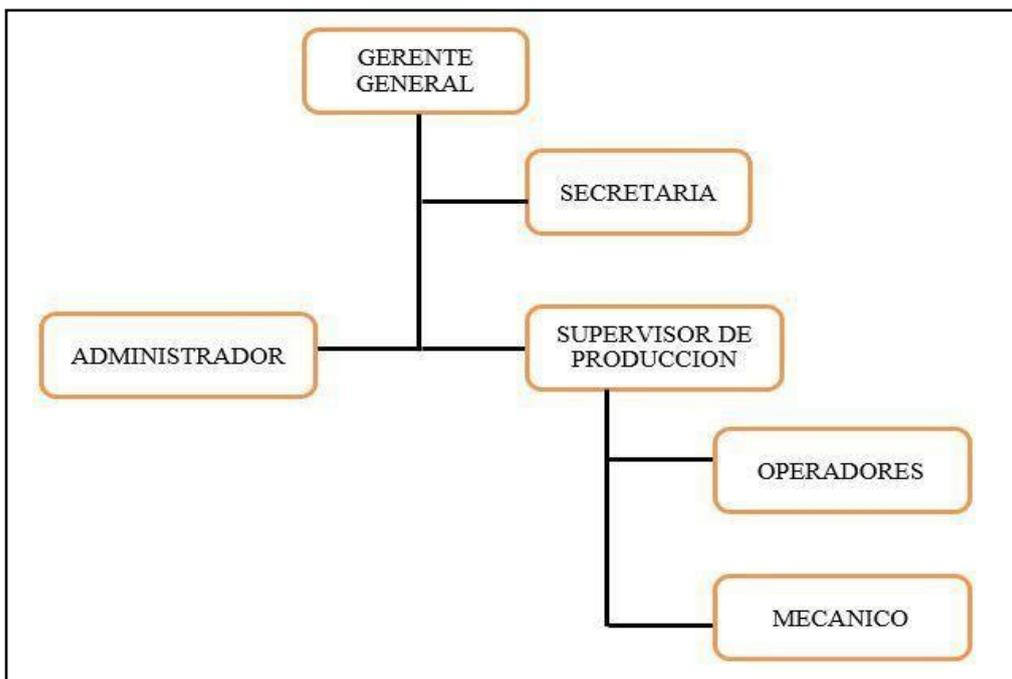 GERENTE
GENERAL
SECRETARIA
ADMINISTRADOR
SUPERVISOR DE
PRODUCCION
OPERADORES
MECANICO